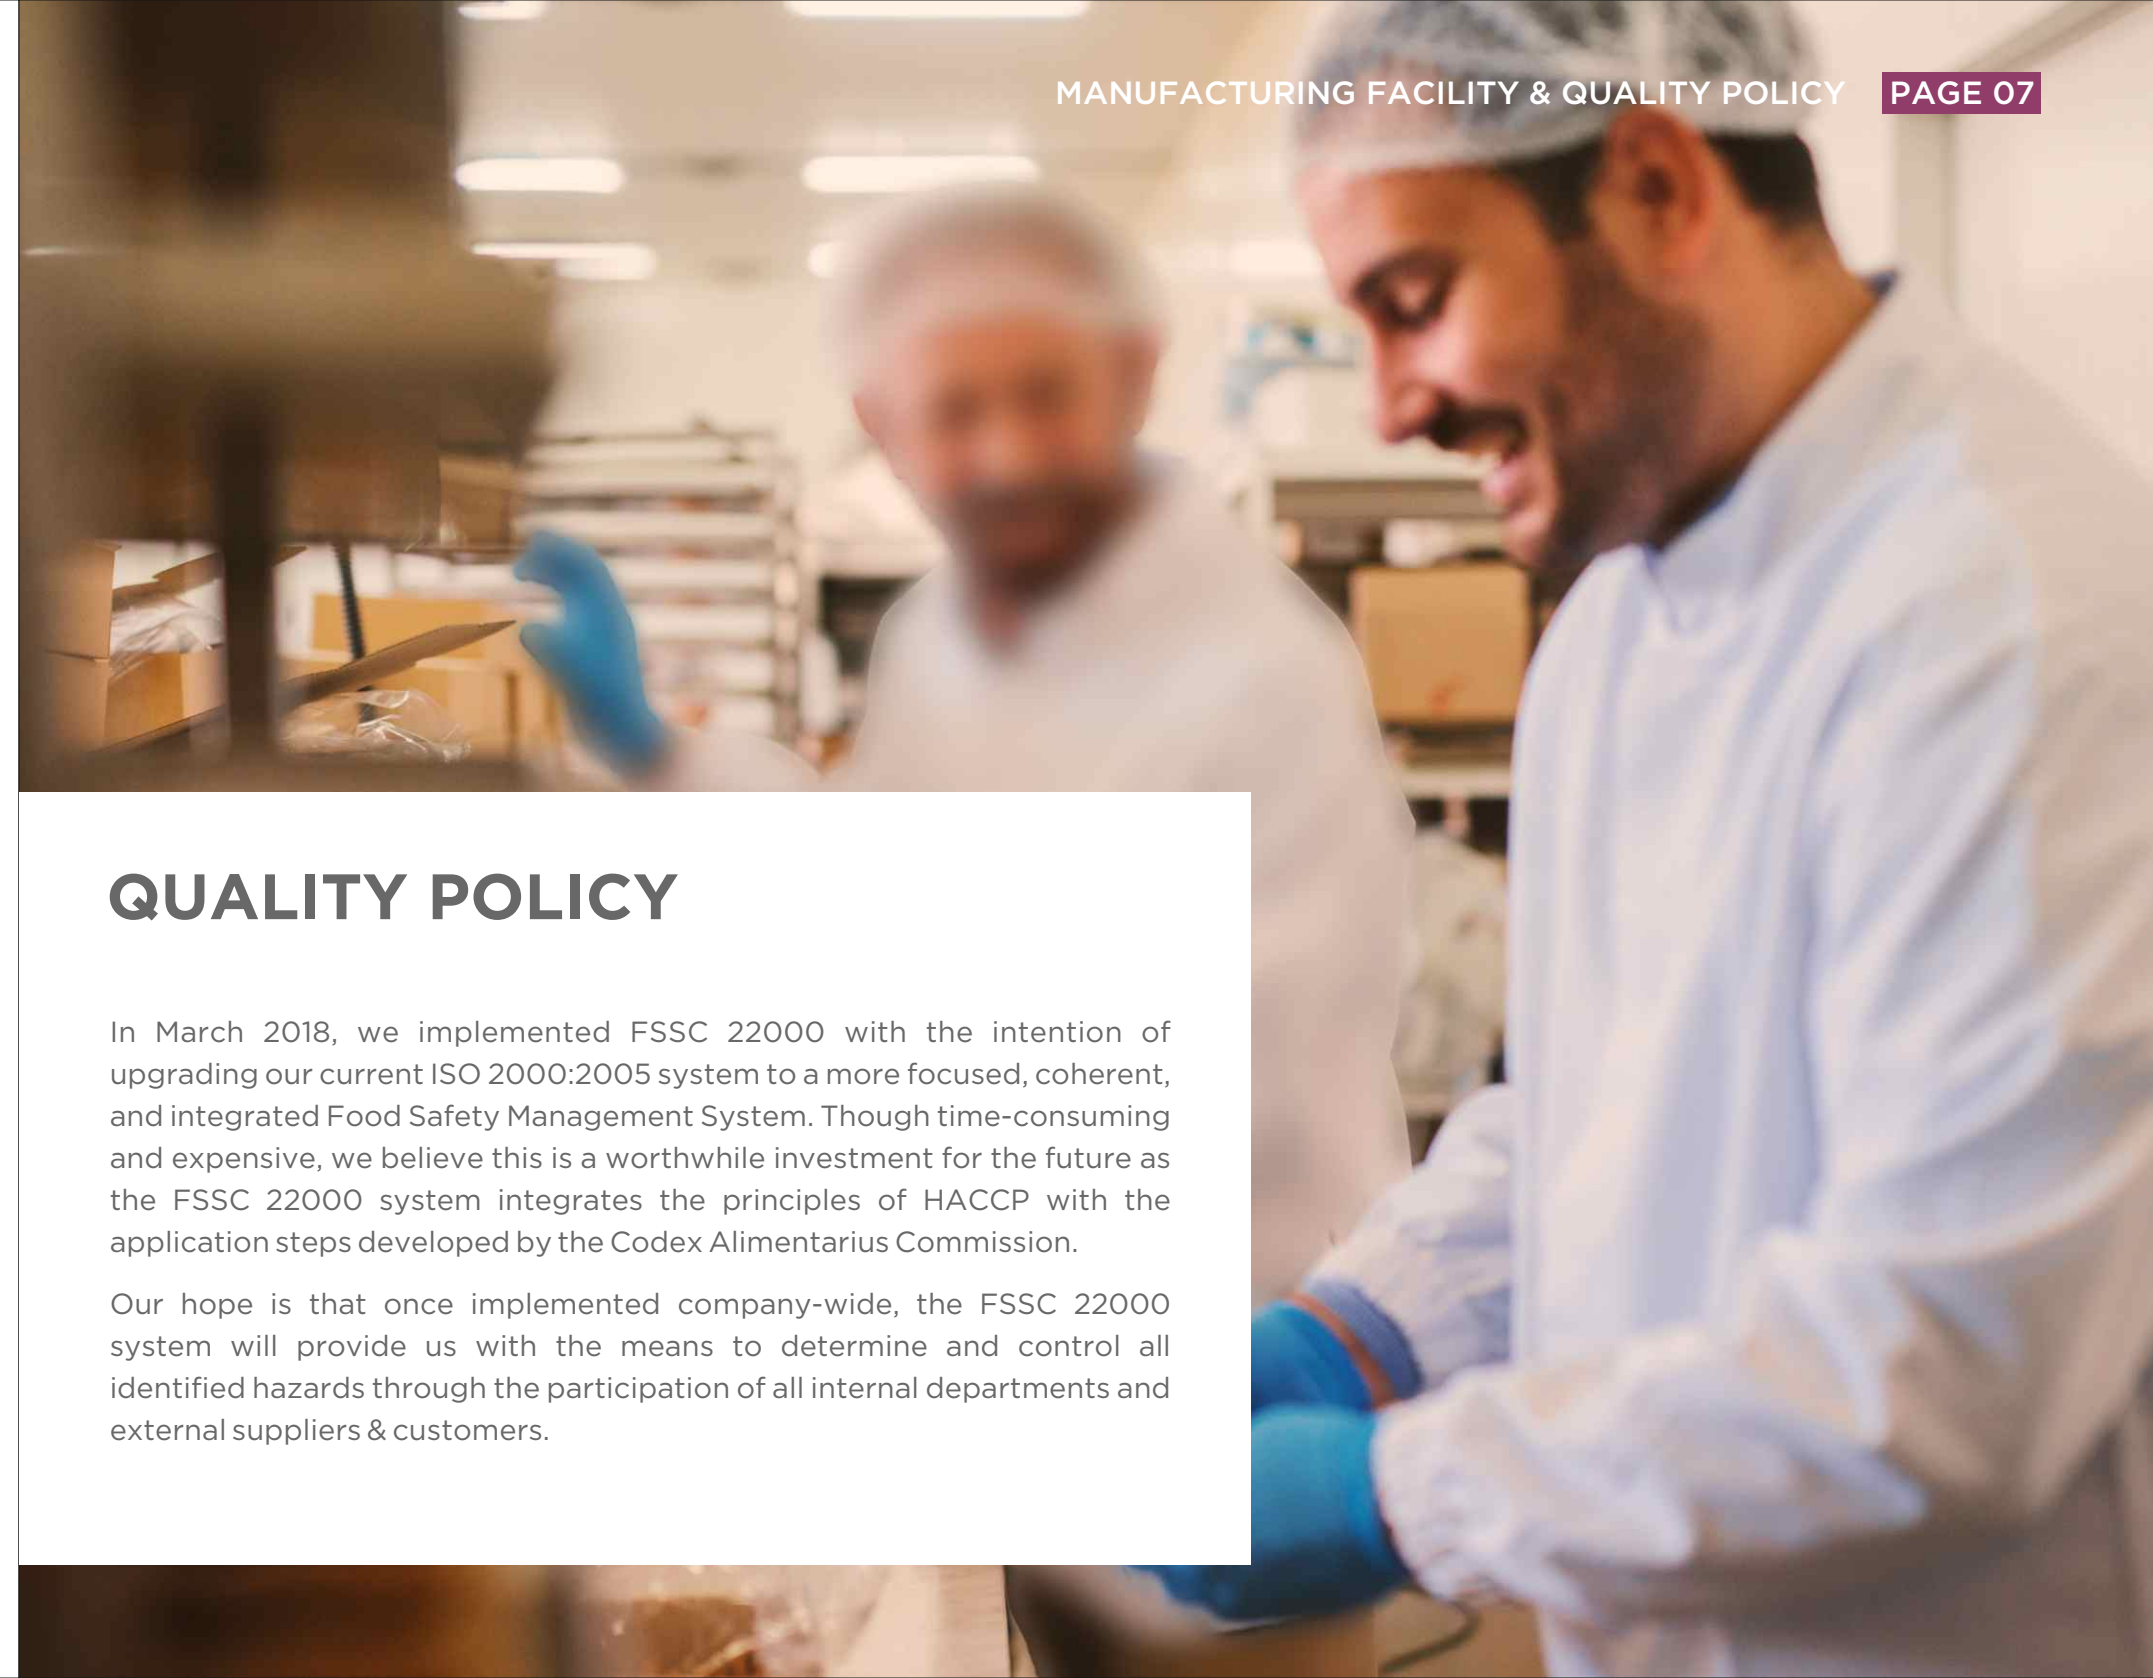 MANUFACTURING FACILITY & QUALITY POLICY PAGE 07
QUALITY POLICY
In March 2018, we implemented FSSC 22000 with the intention of
upgrading our current ISO 2000:2005 system to a more focused, coherent,
and integrated Food Safety Management System. Though time-consuming
and expensive, we believe this is a worthwhile investment for the future as
the FSSC 22000 system integrates the principles of HACCP with the
application steps developed by the Codex Alimentarius Commission.
Our hope is that once implemented company-wide, the FSSC 22000
system will provide us with the means to determine and control all
identified hazards through the participation of all internal departments and
external suppliers & customers.